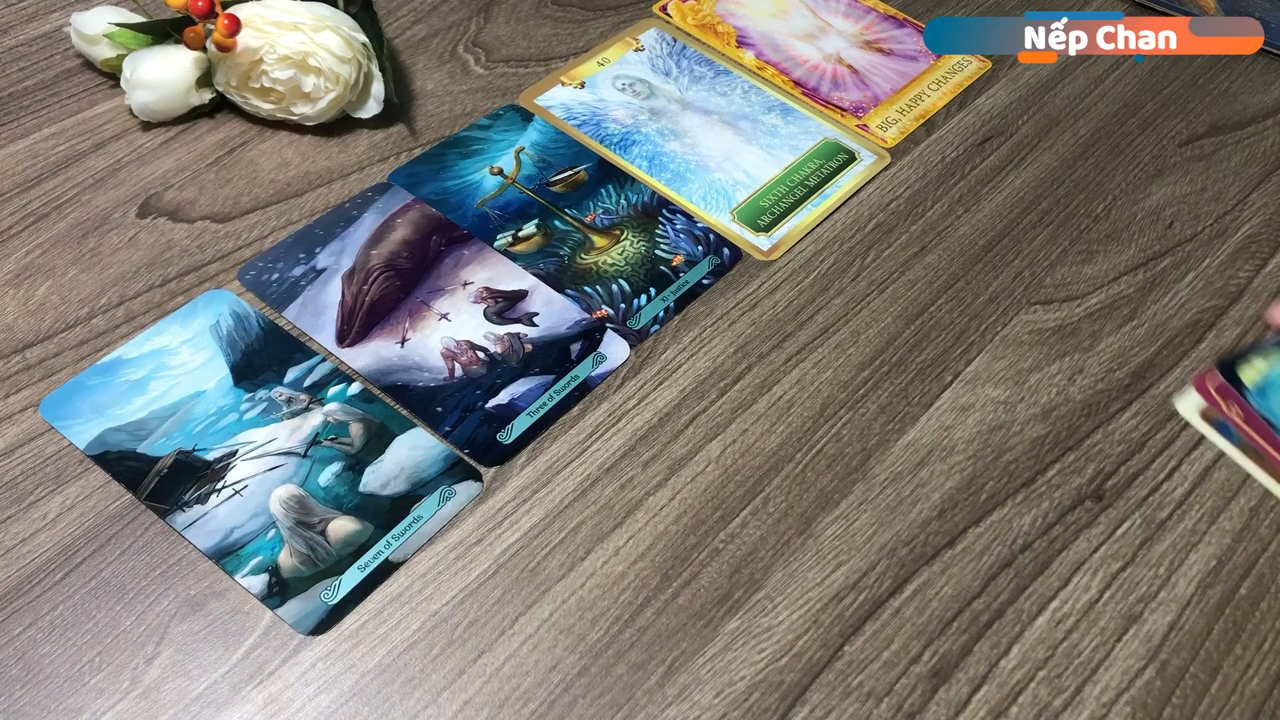 Nếp Chan
BIG, HAPPY CHANGES
40
SIXTH CHAKRA,
ARCHANGEL METATRON
XI - Justice
Three of Swords
Seven of Swords